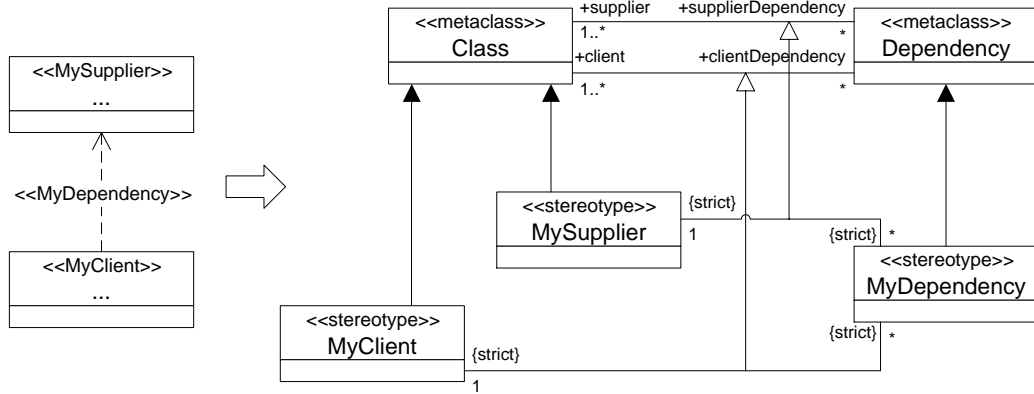 <<MySupplier>>
...
<<MyDependency>>
<<MyClient>>
...
<<metaclass>>
Class
+supplier
+supplierDependency
1..*
*
+client
+clientDependency
1..*
*
<<metaclass>>
Dependency
<<stereotype>>
MySupplier
{strict}
1
{strict}
*
<<stereotype>>
MyDependency
<<stereotype>>
MyClient
{strict}
1
{strict}
*